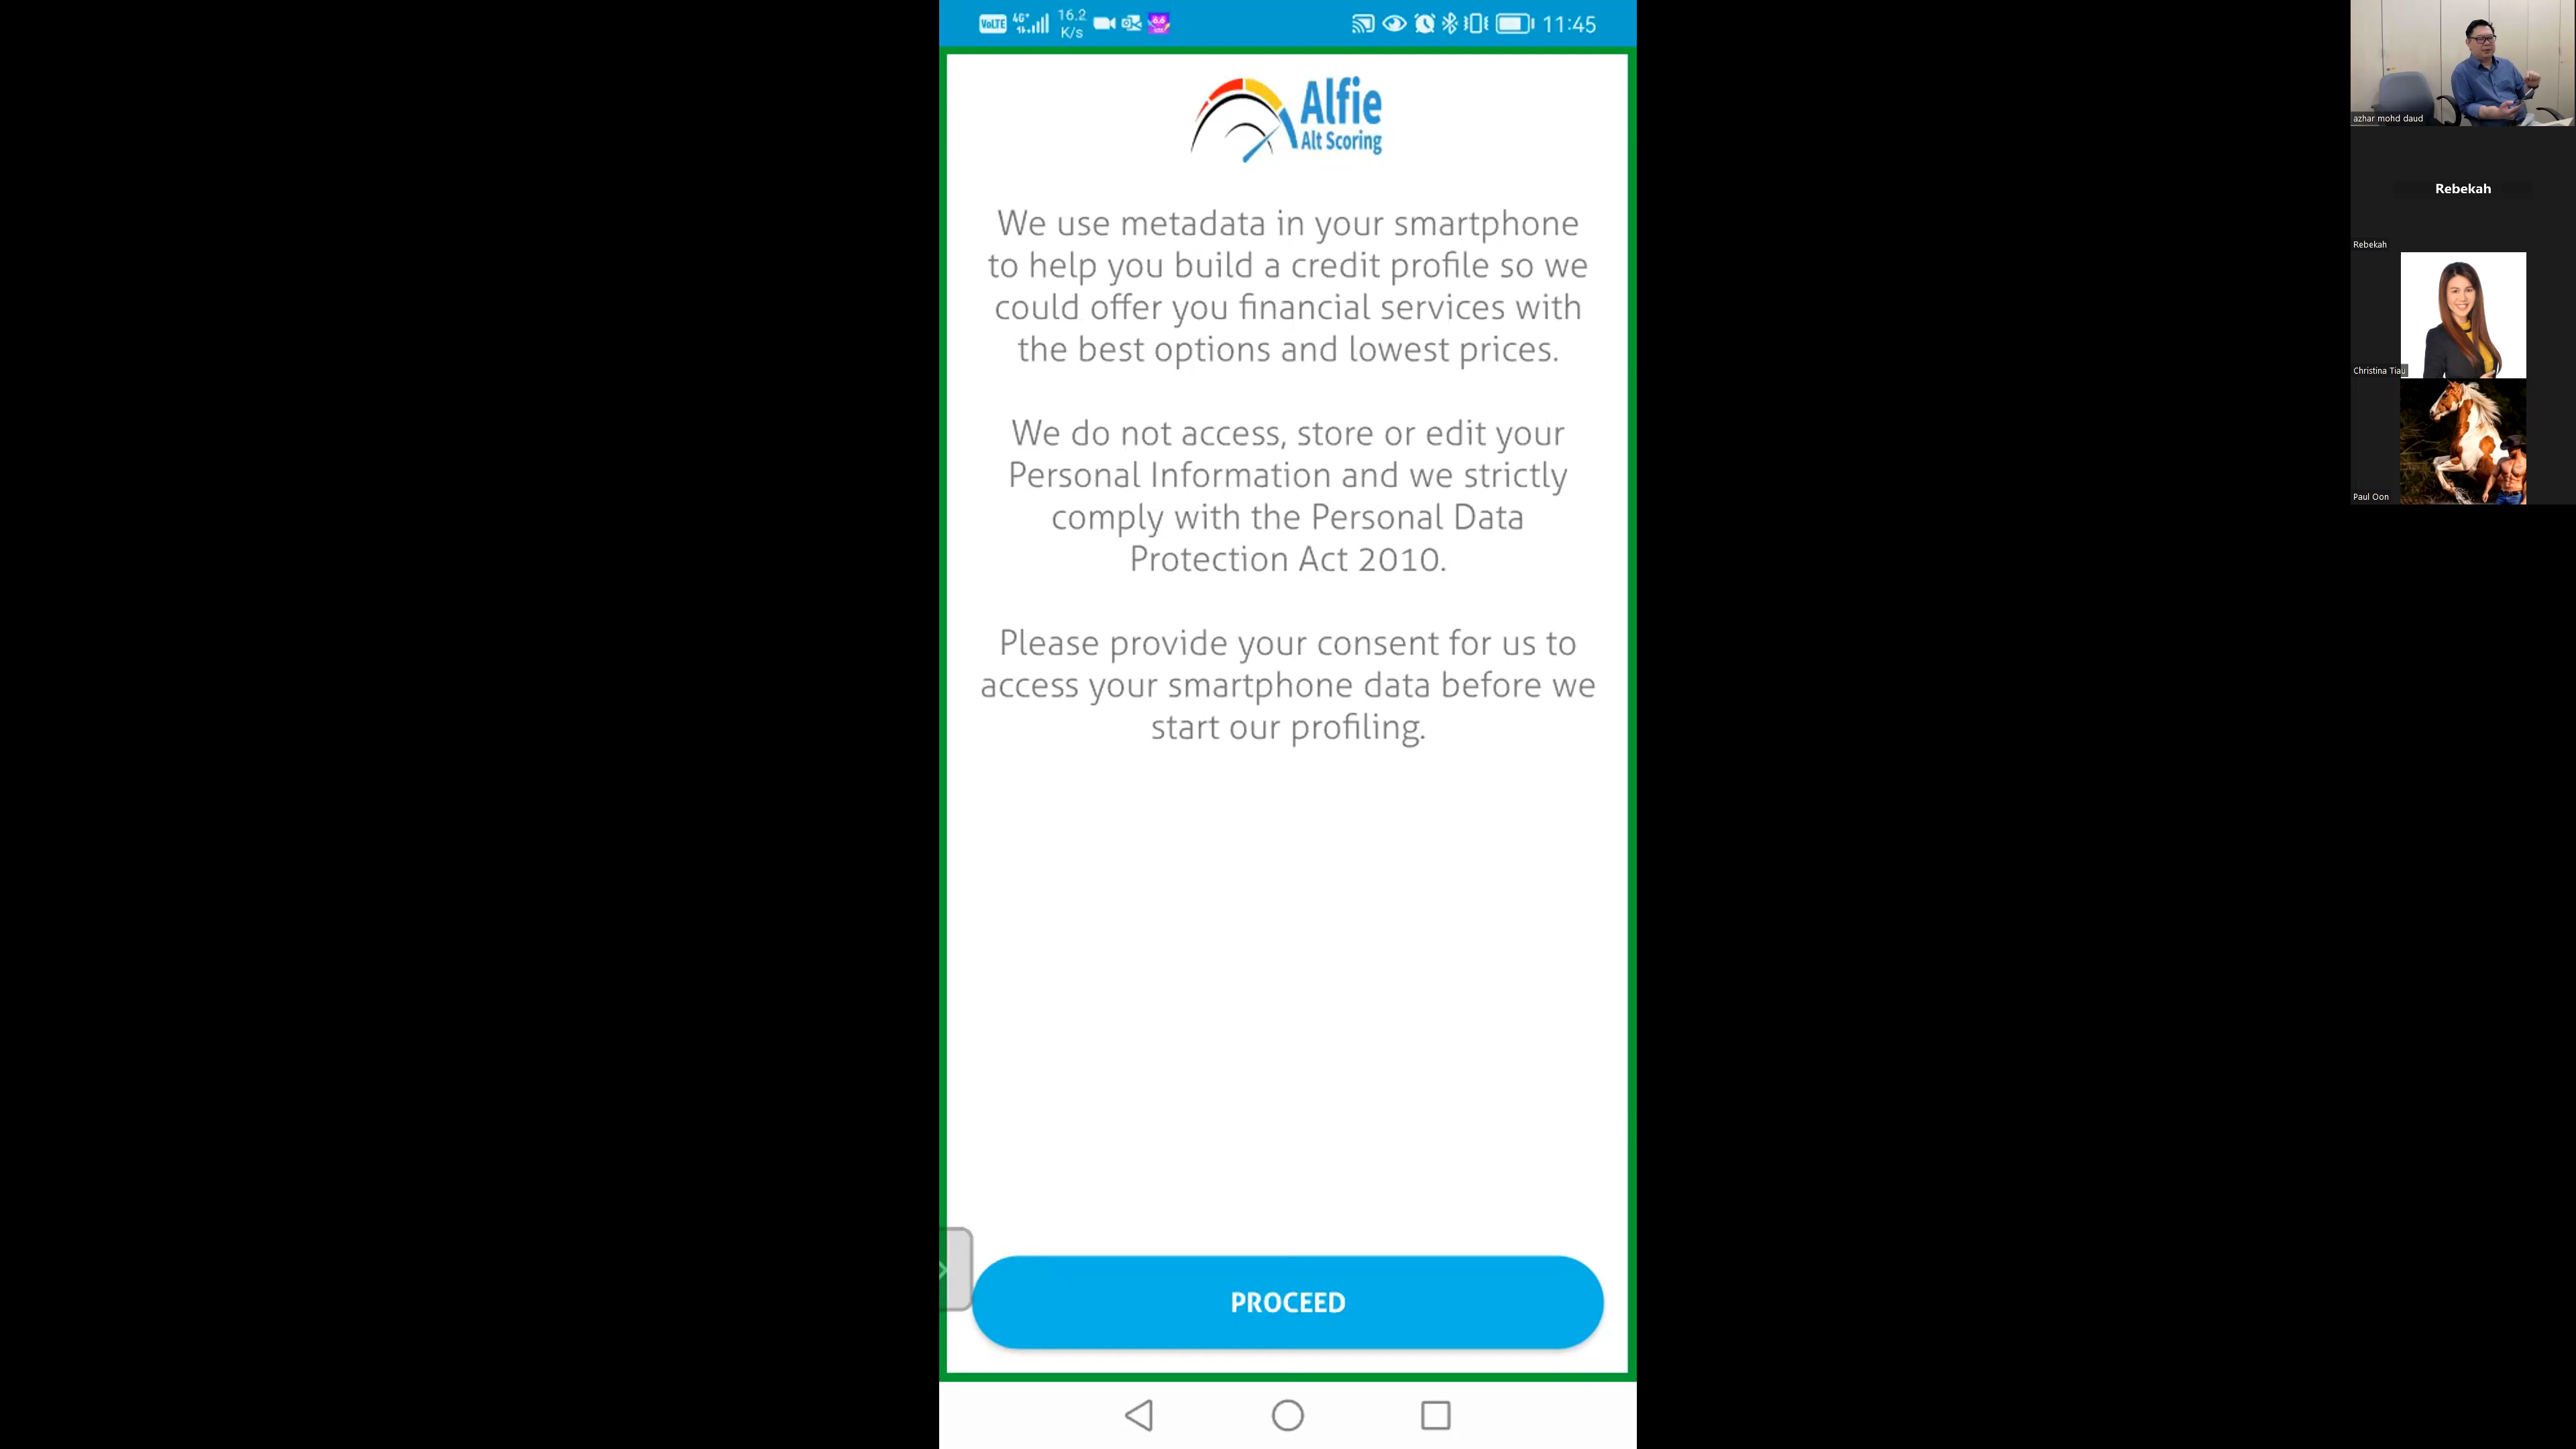 VoLTE 4G+ 16.2 K/s 11:45
Alfie
Alt Scoring
We use metadata in your smartphone
to help you build a credit profile so we
could offer you financial services with
the best options and lowest prices.
We do not access, store or edit your
Personal Information and we strictly
comply with the Personal Data
Protection Act 2010.
Please provide your consent for us to
access your smartphone data before we
start our profiling.
PROCEED
azhar mohd daud
Rebekah
Rebekah
Christina Tiau
Paul Oon